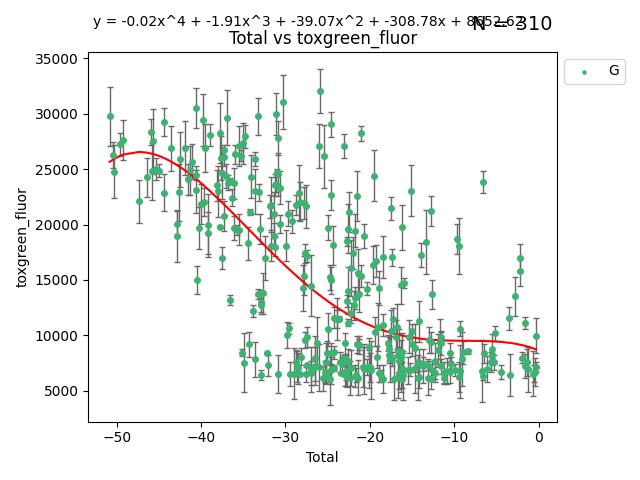 y = -0.02x^4 + -1.91x^3 + -39.07x^2 + -308.78x + 8652.62
N = 310
Total vs toxgreen_fluor
35000
30000
25000
20000
15000
10000
5000
toxgreen_fluor
G
−50
−40
−30
−20
−10
0
Total